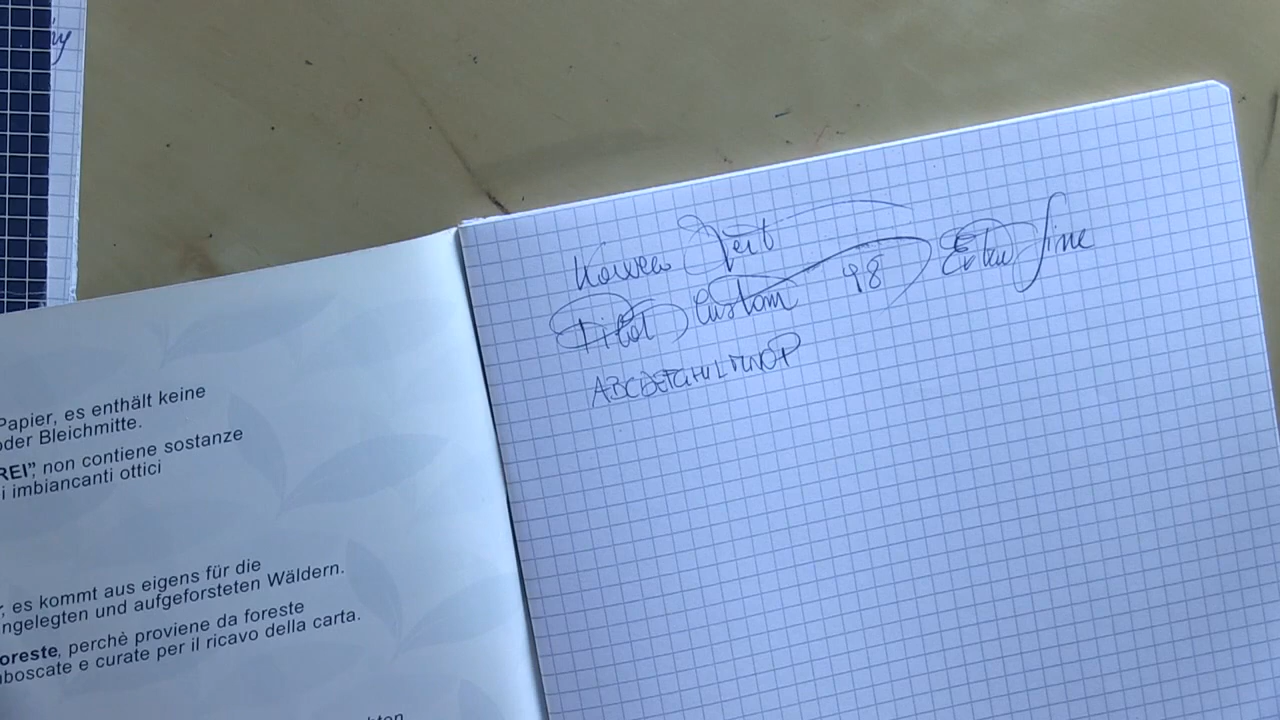 ny
Papier, es enthält keine
oder Bleichmitte.
REI", non contiene sostanze
i imbiancanti ottici
, es kommt aus eigens für die
ngelegten und aufgeforsteten Wäldern.
oreste, perchè proviene da foreste
boscate e curate per il ricavo della carta.
Kaweco Vert
Pilot Custom 98 Extra fine